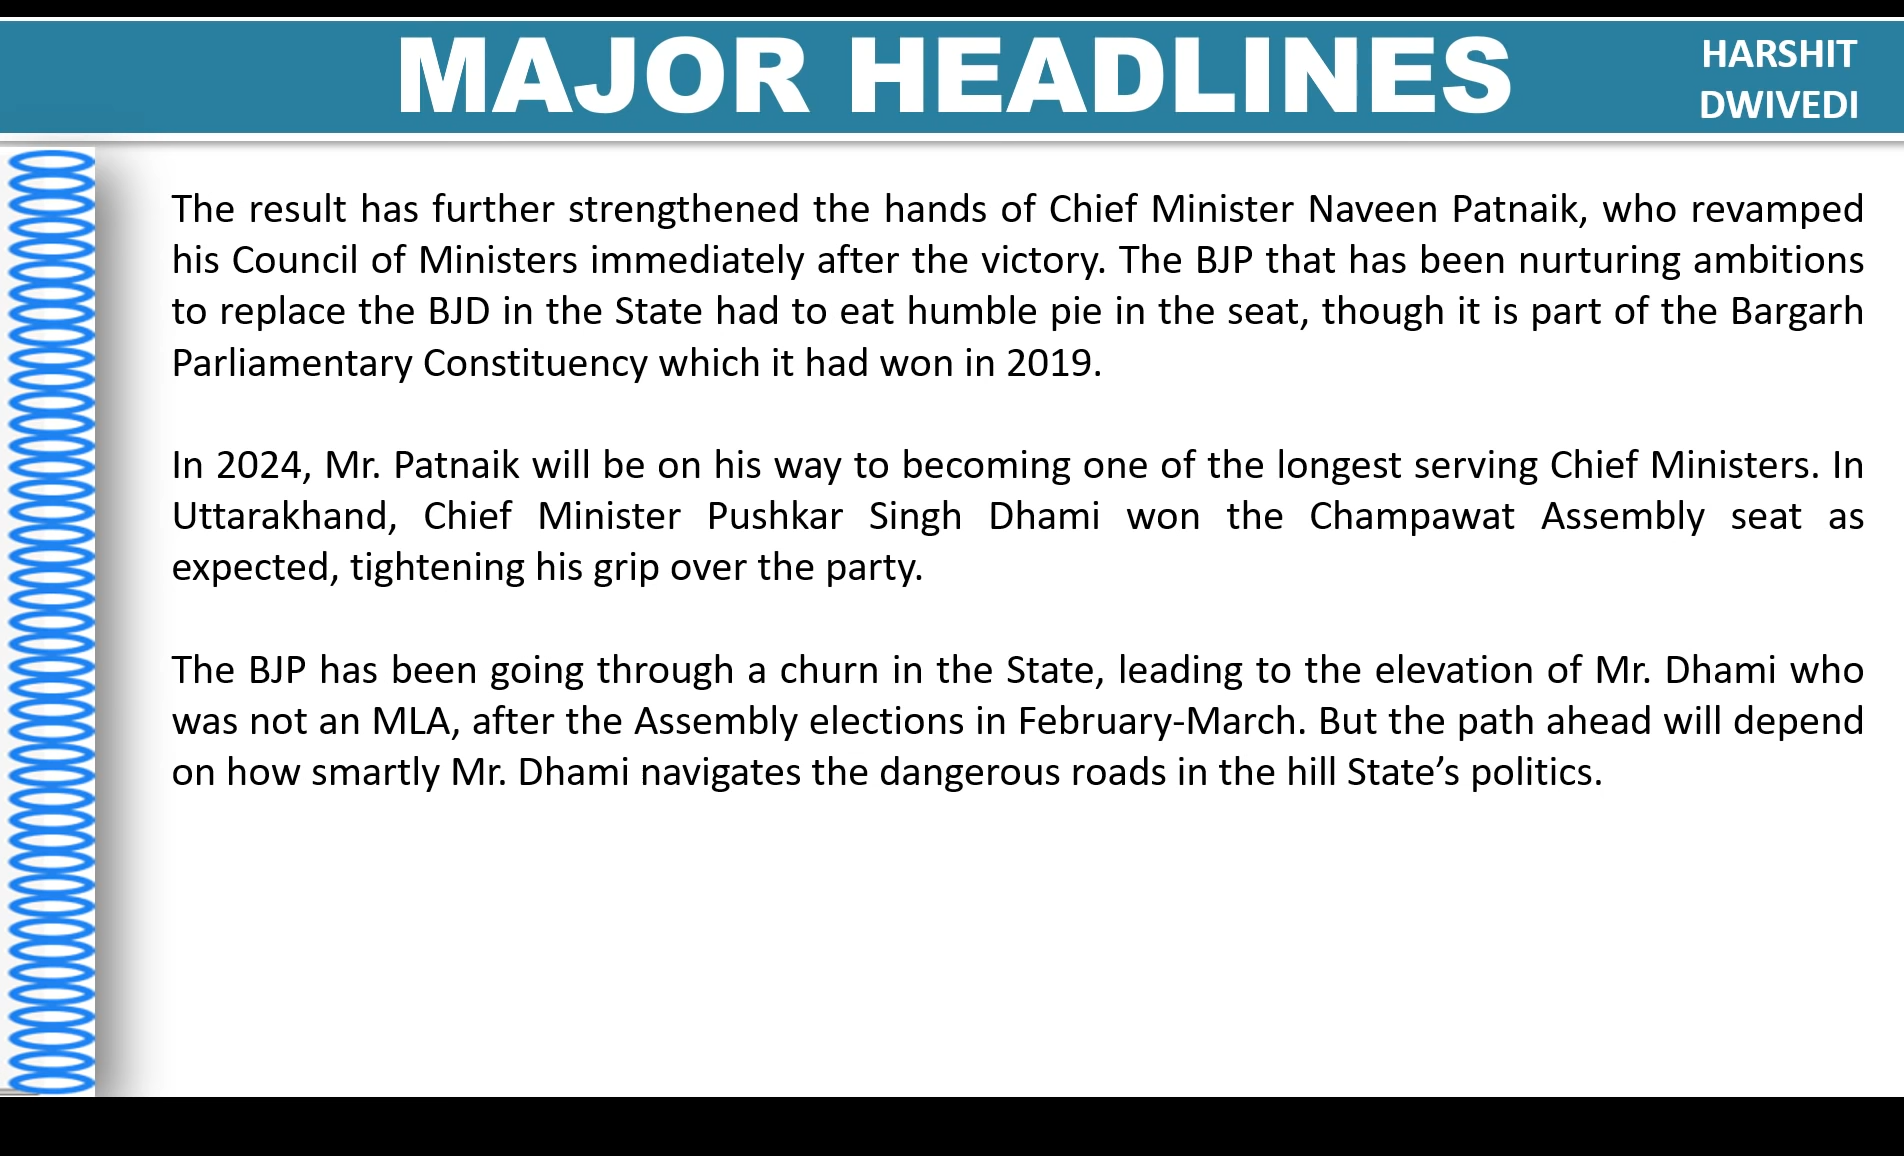 MAJOR HEADLINES
HARSHIT
DWIVEDI
The result has further strengthened the hands of Chief Minister Naveen Patnaik, who revamped
his Council of Ministers immediately after the victory. The BJP that has been nurturing ambitions
to replace the BJD in the State had to eat humble pie in the seat, though it is part of the Bargarh
Parliamentary Constituency which it had won in 2019.
In 2024, Mr. Patnaik will be on his way to becoming one of the longest serving Chief Ministers. In
Uttarakhand, Chief Minister Pushkar Singh Dhami won the Champawat Assembly seat as
expected, tightening his grip over the party.
The BJP has been going through a churn in the State, leading to the elevation of Mr. Dhami who
was not an MLA, after the Assembly elections in February-March. But the path ahead will depend
on how smartly Mr. Dhami navigates the dangerous roads in the hill State’s politics.